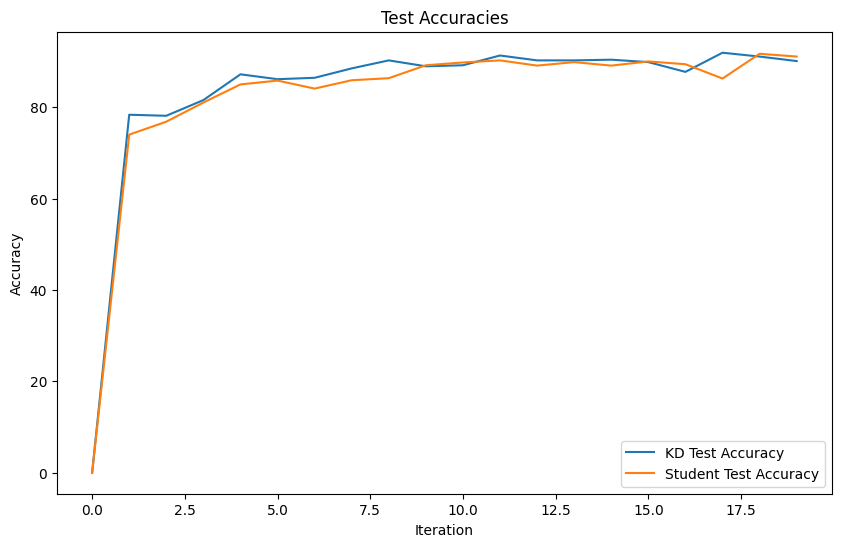 Test Accuracies
Accuracy
80
60
40
20
0
0.0 2.5 5.0 7.5 10.0 12.5 15.0 17.5
Iteration
KD Test Accuracy
Student Test Accuracy